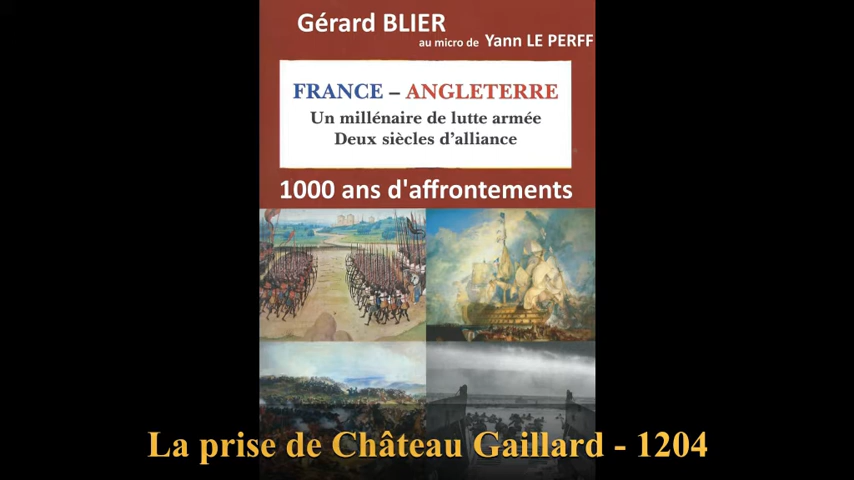 Gérard BLIER
au micro de Yann LE PERFF
FRANCE – ANGLETERRE
Un millénaire de lutte armée
Deux siècles d'alliance
1000 ans d'affrontements
La prise de Château Gaillard - 1204